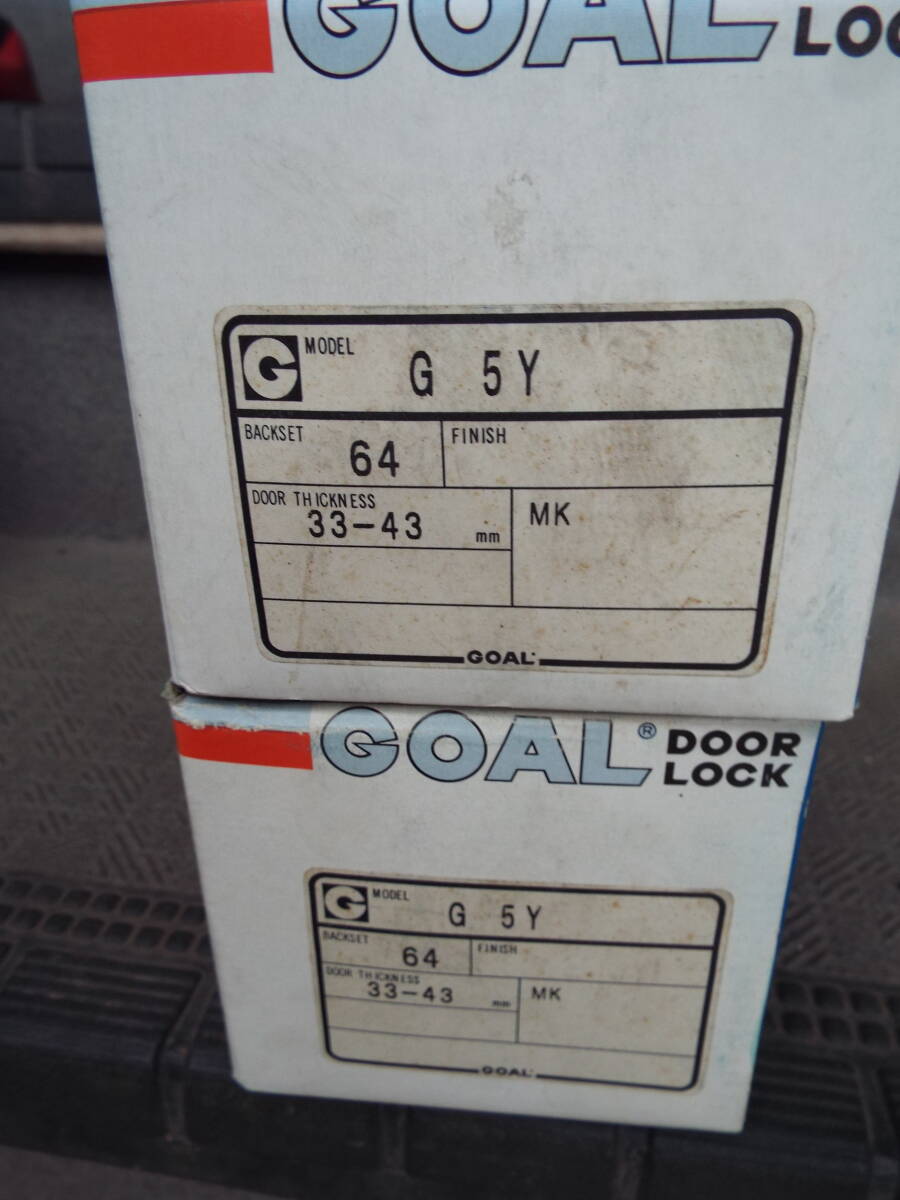 GOAL
G MODEL G 5Y
BACKSET 64 FINISH
DOOR THICKNESS
33-43 mm MK
GOAL
GOAL® DOOR
LOCK
G MODEL G 5Y
BACKSET 64 FINISH
DOOR THICKNESS
33-43 mm MK
GOAL